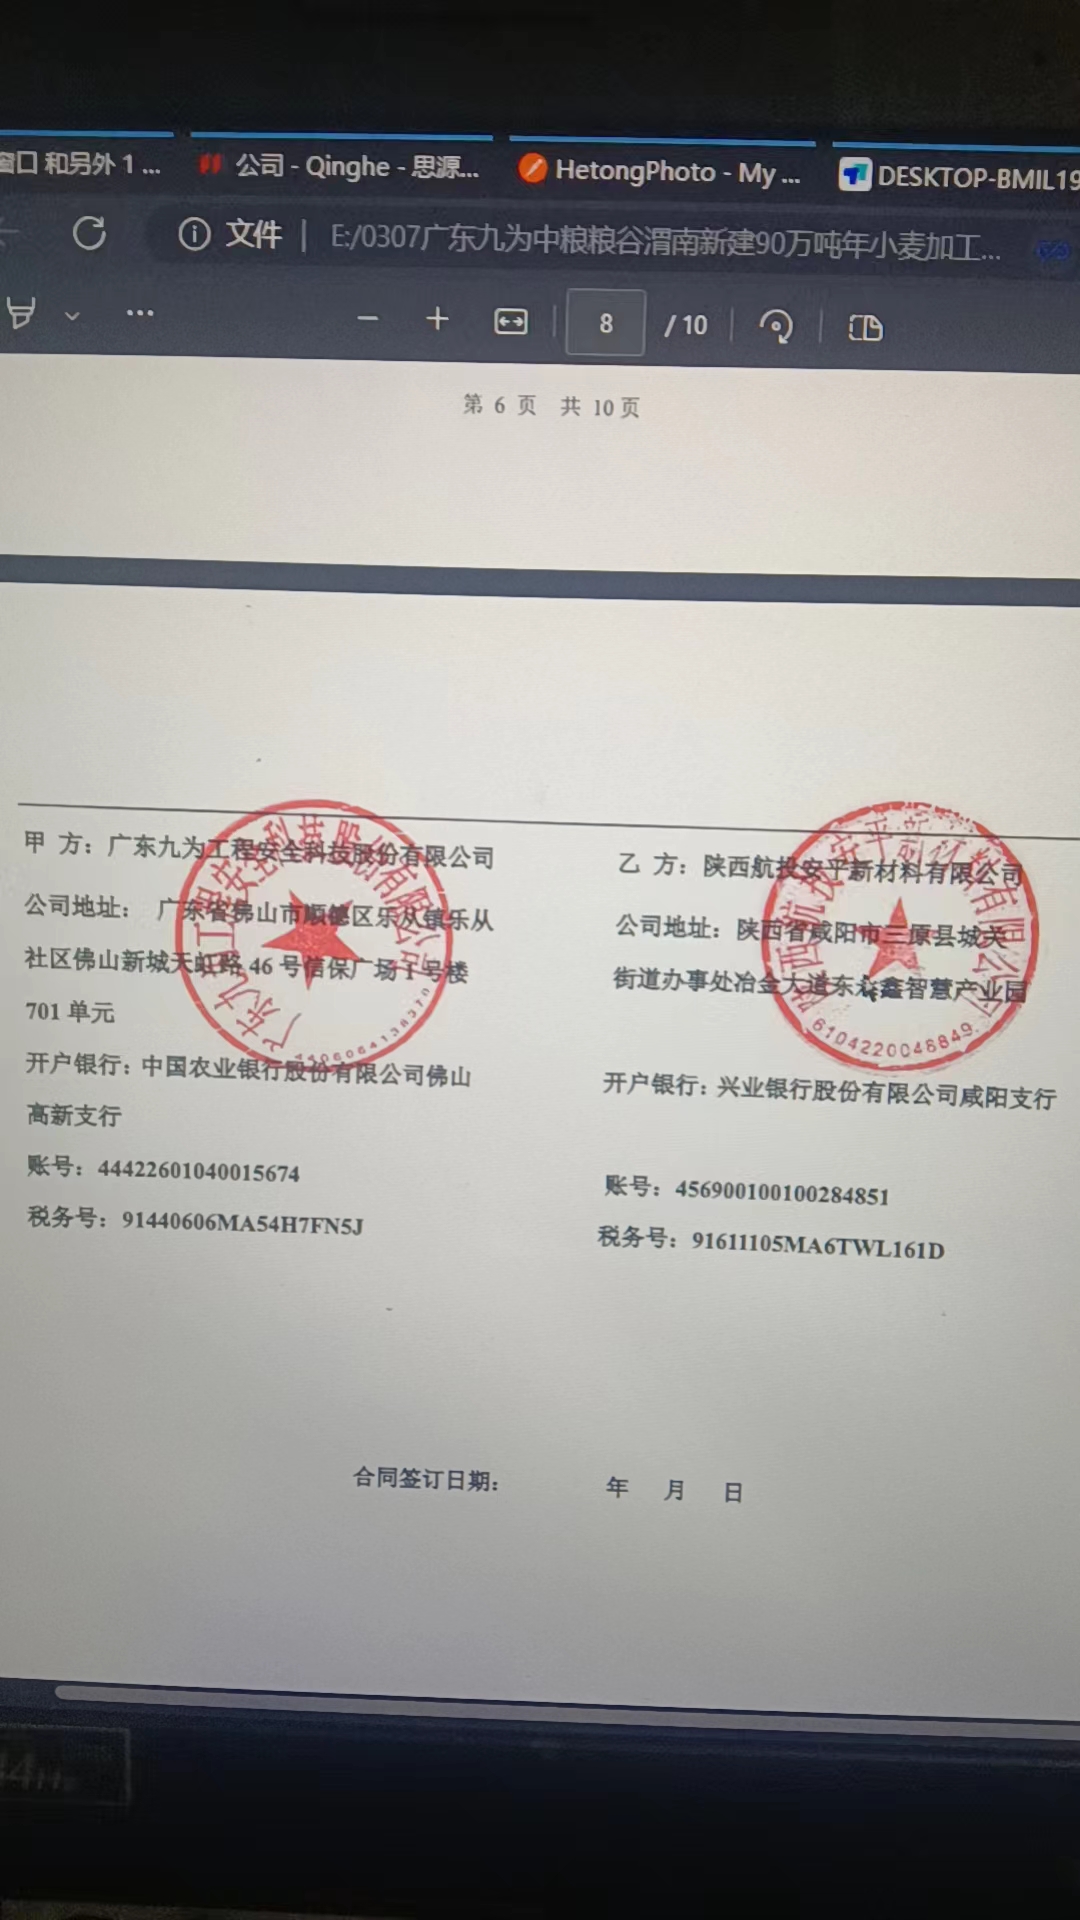 窗口 和另外 1 ...
公司 - Qinghe - 思源...
HetongPhoto - My ...
DESKTOP-BMIL19
文件
E:/0307广东九为中粮粮谷渭南新建90万吨年小麦加工...
8
/ 10
第 6 页 共 10 页
甲 方：广东九为工程安全科技股份有限公司
公司地址： 广东省佛山市顺德区乐从镇乐从
社区佛山新城天虹路 46 号信保广场 1 号楼
701 单元
开户银行：中国农业银行股份有限公司佛山
高新支行
账号：44422601040015674
税务号：91440606MA54H7FN5J
广东九为工程安全科技股份有限公司
乙 方：陕西航投安平新材料有限公司
公司地址：陕西省咸阳市三原县城关
街道办事处冶金大道东众鑫智慧产业园
开户银行：兴业银行股份有限公司咸阳支行
账号：456900100100284851
税务号：91611105MA6TWL161D
陕西航投安平新材料有限公司
6104220048849
合同签订日期： 年 月 日